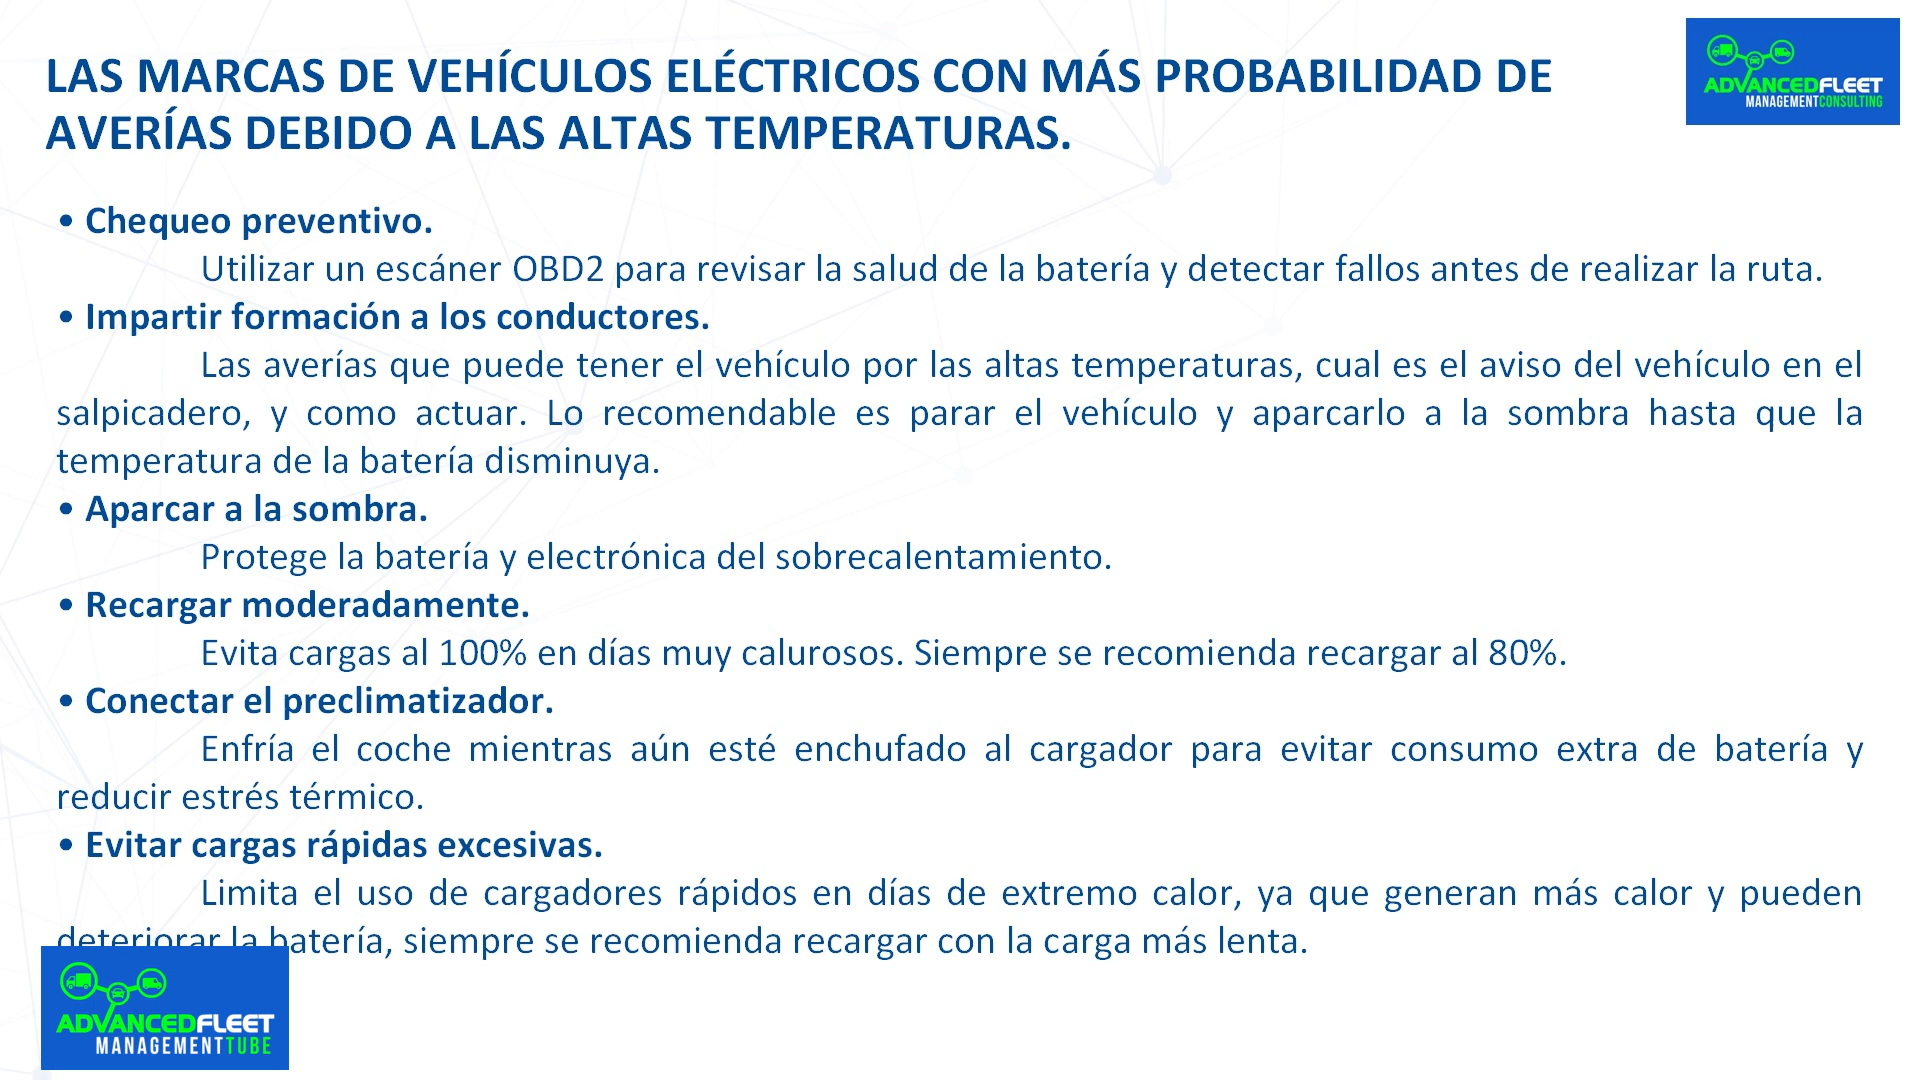 LAS MARCAS DE VEHÍCULOS ELÉCTRICOS CON MÁS PROBABILIDAD DE
AVERÍAS DEBIDO A LAS ALTAS TEMPERATURAS.
ADVANCEDFLEET
MANAGEMENTCONSULTING
• Chequeo preventivo.
Utilizar un escáner OBD2 para revisar la salud de la batería y detectar fallos antes de realizar la ruta.
• Impartir formación a los conductores.
Las averías que puede tener el vehículo por las altas temperaturas, cual es el aviso del vehículo en el
salpicadero, y como actuar. Lo recomendable es parar el vehículo y aparcarlo a la sombra hasta que la
temperatura de la batería disminuya.
• Aparcar a la sombra.
Protege la batería y electrónica del sobrecalentamiento.
• Recargar moderadamente.
Evita cargas al 100% en días muy calurosos. Siempre se recomienda recargar al 80%.
• Conectar el preclimatizador.
Enfría el coche mientras aún esté enchufado al cargador para evitar consumo extra de batería y
reducir estrés térmico.
• Evitar cargas rápidas excesivas.
Limita el uso de cargadores rápidos en días de extremo calor, ya que generan más calor y pueden
deteriorar la batería, siempre se recomienda recargar con la carga más lenta.
ADVANCEDFLEET
MANAGEMENTTUBE